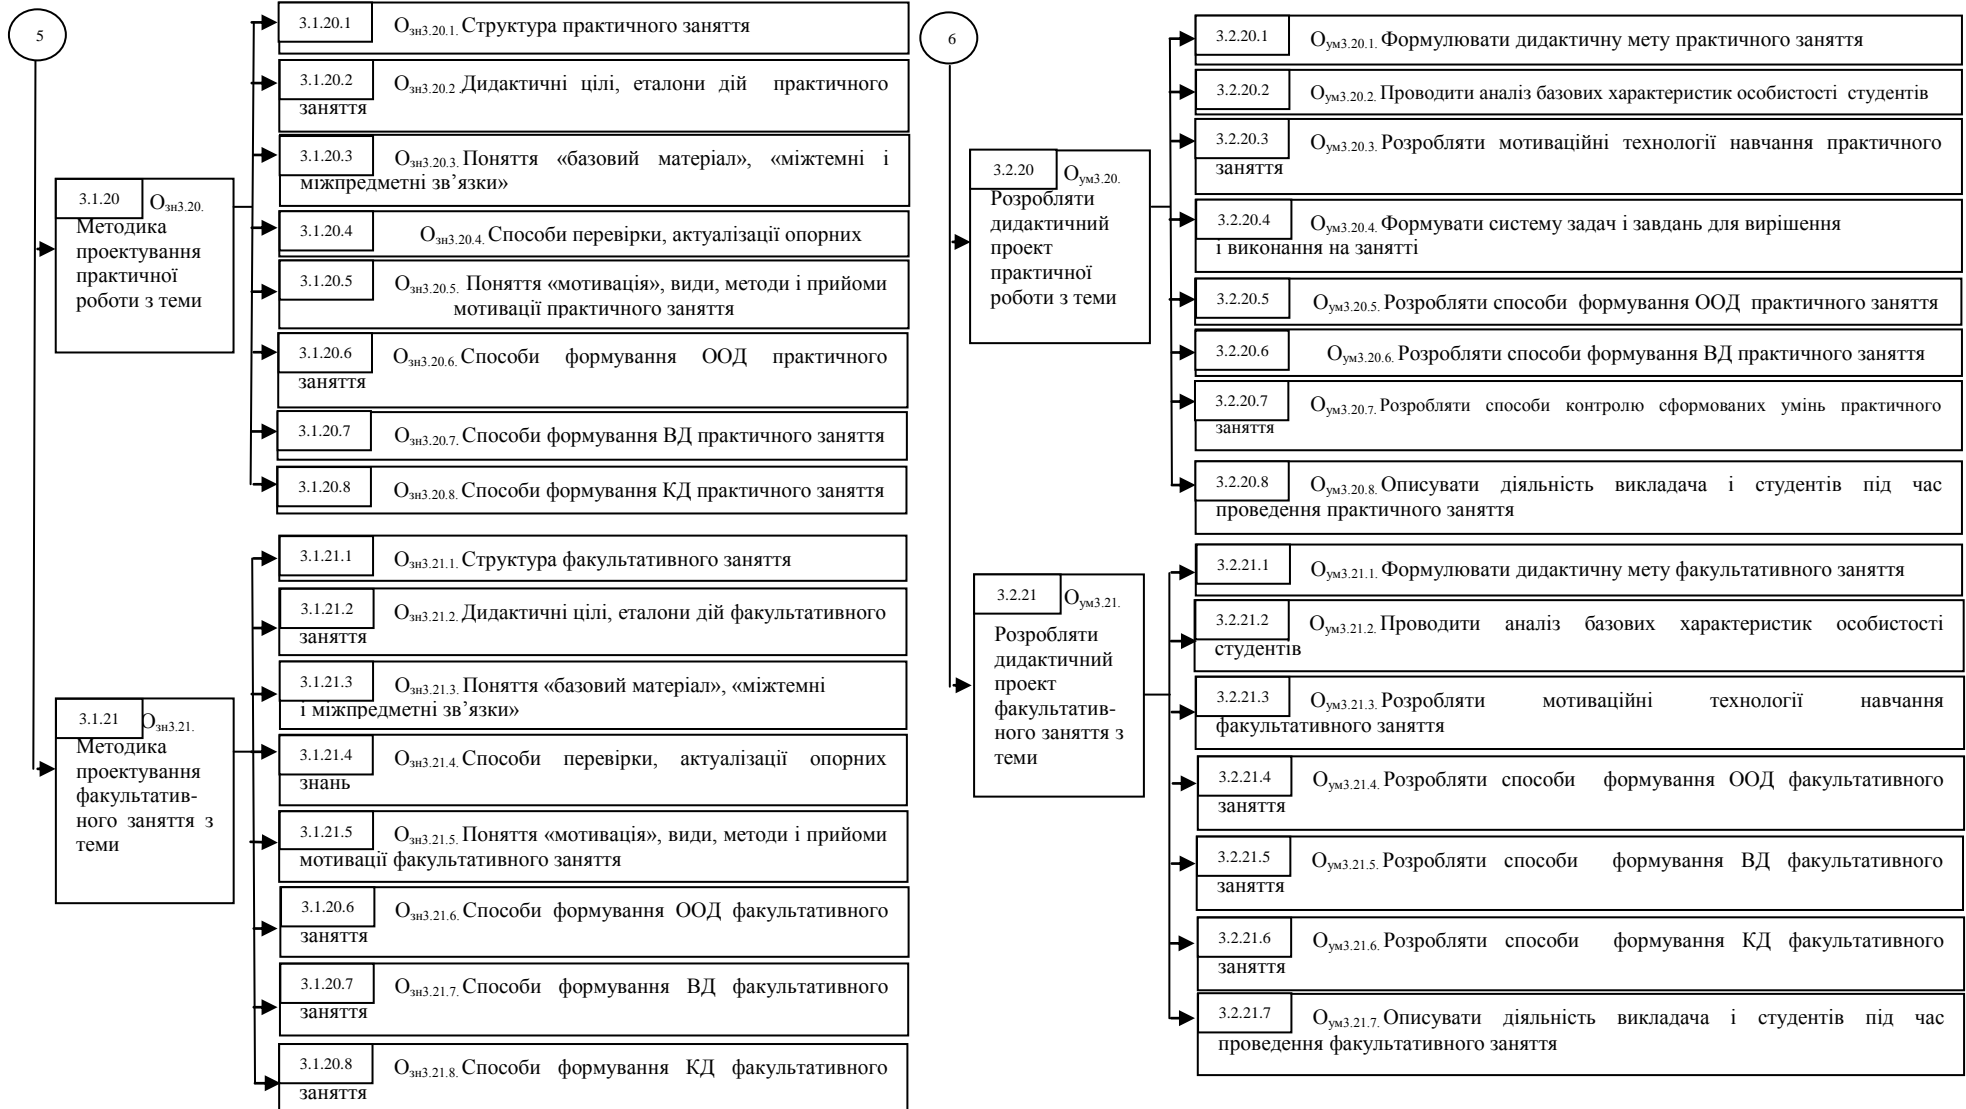 5
3.1.20 Oзн3.20.
Методика
проектування
практичної
роботи з теми
3.1.20.1 Oзн3.20.1. Структура практичного заняття
3.1.20.2 Oзн3.20.2 .Дидактичні цілі, еталони дій практичного
заняття
3.1.20.3 Oзн3.20.3. Поняття «базовий матеріал», «міжтемні і
міжпредметні зв’язки»
3.1.20.4 Oзн3.20.4. Способи перевірки, актуалізації опорних
3.1.20.5 Oзн3.20.5. Поняття «мотивація», види, методи і прийоми
мотивації практичного заняття
3.1.20.6 Oзн3.20.6. Способи формування ООД практичного
заняття
3.1.20.7 Oзн3.20.7. Способи формування ВД практичного заняття
3.1.20.8 Oзн3.20.8. Способи формування КД практичного заняття
3.1.21 Oзн3.21.
Методика
проектування
факультатив-
ного заняття з
теми
3.1.21.1 Oзн3.21.1. Структура факультативного заняття
3.1.21.2 Oзн3.21.2. Дидактичні цілі, еталони дій факультативного
заняття
3.1.21.3 Oзн3.21.3. Поняття «базовий матеріал», «міжтемні
і міжпредметні зв’язки»
3.1.21.4 Oзн3.21.4. Способи перевірки, актуалізації опорних
знань
3.1.21.5 Oзн3.21.5. Поняття «мотивація», види, методи і прийоми
мотивації факультативного заняття
3.1.20.6 Oзн3.21.6. Способи формування ООД факультативного
заняття
3.1.20.7 Oзн3.21.7. Способи формування ВД факультативного
заняття
3.1.20.8 Oзн3.21.8. Способи формування КД факультативного
заняття
6
3.2.20 Oум3.20.
Розробляти
дидактичний
проект
практичної
роботи з теми
3.2.20.1 Oум3.20.1. Формулювати дидактичну мету практичного заняття
3.2.20.2 Oум3.20.2. Проводити аналіз базових характеристик особистості студентів
3.2.20.3 Oум3.20.3. Розробляти мотиваційні технології навчання практичного
заняття
3.2.20.4 Oум3.20.4. Формувати систему задач і завдань для вирішення
і виконання на занятті
3.2.20.5 Oум3.20.5. Розробляти способи формування ООД практичного заняття
3.2.20.6 Oум3.20.6. Розробляти способи формування ВД практичного заняття
3.2.20.7 Oум3.20.7. Розробляти способи контролю сформованих умінь практичного
заняття
3.2.20.8 Oум3.20.8. Описувати діяльність викладача і студентів під час
проведення практичного заняття
3.2.21 Oум3.21.
Розробляти
дидактичний
проект
факультатив-
ного заняття з
теми
3.2.21.1 Oум3.21.1. Формулювати дидактичну мету факультативного заняття
3.2.21.2 Oум3.21.2. Проводити аналіз базових характеристик особистості
студентів
3.2.21.3 Oум3.21.3. Розробляти мотиваційні технології навчання
факультативного заняття
3.2.21.4 Oум3.21.4. Розробляти способи формування ООД факультативного
заняття
3.2.21.5 Oум3.21.5. Розробляти способи формування ВД факультативного
заняття
3.2.21.6 Oум3.21.6. Розробляти способи формування КД факультативного
заняття
3.2.21.7 Oум3.21.7. Описувати діяльність викладача і студентів під час
проведення факультативного заняття